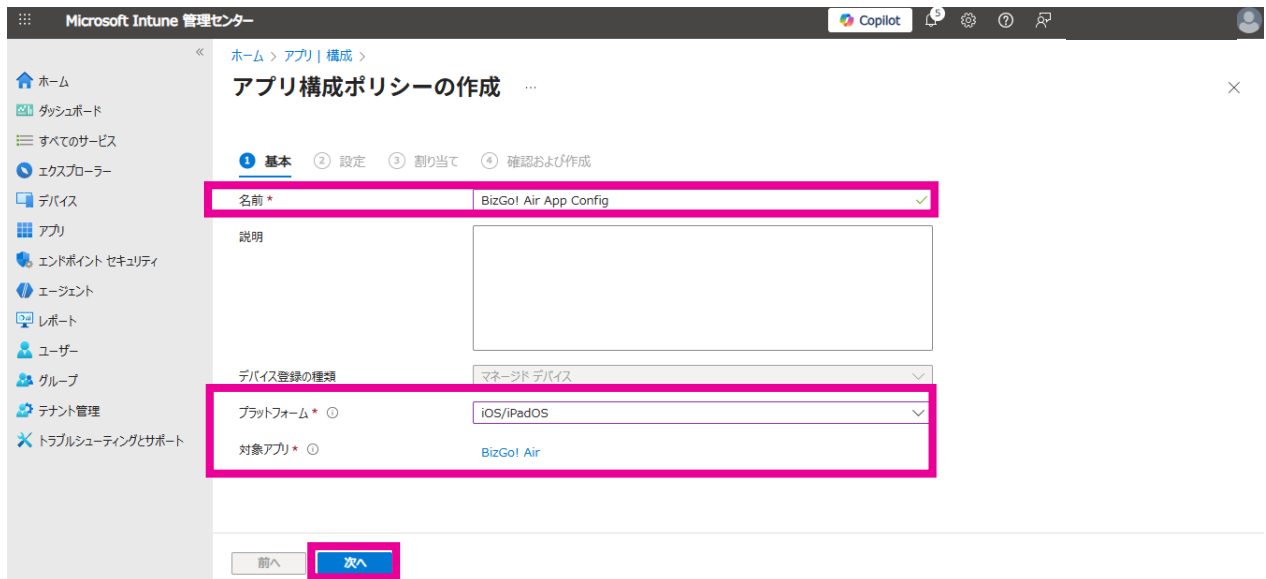 Microsoft Intune 管理センター
Copilot
5
«
ホーム > アプリ | 構成 >
アプリ構成ポリシーの作成 …
ホーム
ダッシュボード
すべてのサービス
エクスプローラー
デバイス
アプリ
エンドポイント セキュリティ
エージェント
レポート
ユーザー
グループ
テナント管理
トラブルシューティングとサポート
1 基本 2 設定 3 割り当て 4 確認および作成
名前 * BizGo! Air App Config
説明
デバイス登録の種類 マネージド デバイス
プラットフォーム * iOS/iPadOS
対象アプリ * BizGo! Air
前へ 次へ